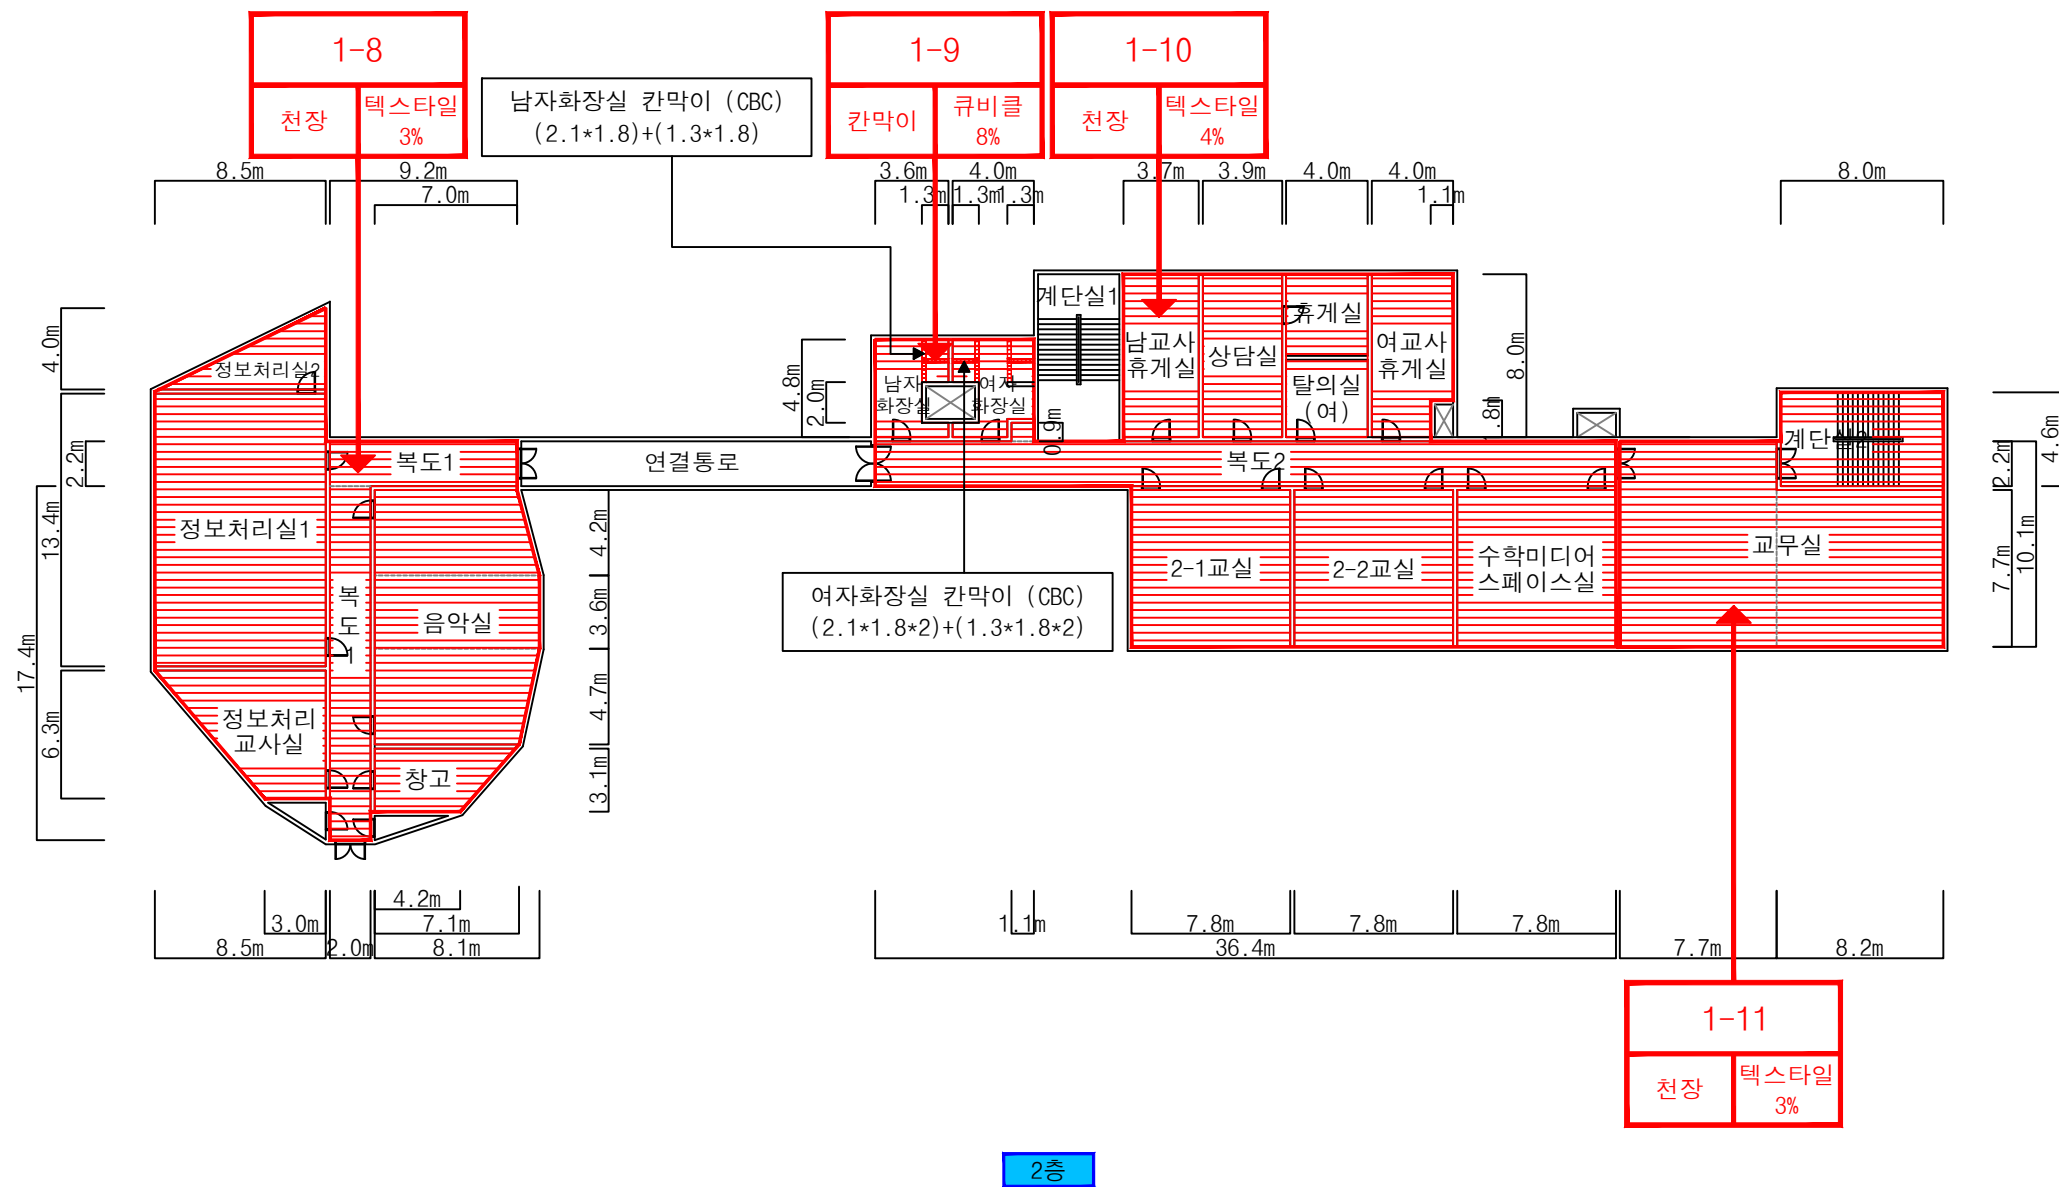 1-8
천장
텍스타일
3%
남자화장실 칸막이 (CBC)
(2.1*1.8)+(1.3*1.8)
1-9
칸막이
큐비클
8%
1-10
천장
텍스타일
4%
8.5m
9.2m
7.0m
3.6m
4.0m
1.3m
1.3m
1.3m
3.7m
3.9m
4.0m
4.0m
1.1m
8.0m
4.0m
2.2m
13.4m
17.4m
6.3m
4.8m
2.0m
0.9m
8.0m
1.8m
4.6m
2.2m
10.1m
7.7m
4.2m
3.6m
4.7m
3.1m
정보처리실2
정보처리실1
정보처리
교사실
복도1
복
도
1
음악실
창고
연결통로
남자
화장실
여자
화장실
계단실1
남교사
휴게실
상담실
휴게실
탈의실
(여)
여교사
휴게실
복도2
계단실2
2-1교실
2-2교실
수학미디어
스페이스실
교무실
여자화장실 칸막이 (CBC)
(2.1*1.8*2)+(1.3*1.8*2)
4.2m
3.0m
7.1m
8.5m
2.0m
8.1m
1.1m
7.8m
7.8m
7.8m
36.4m
7.7m
8.2m
1-11
천장
텍스타일
3%
2층